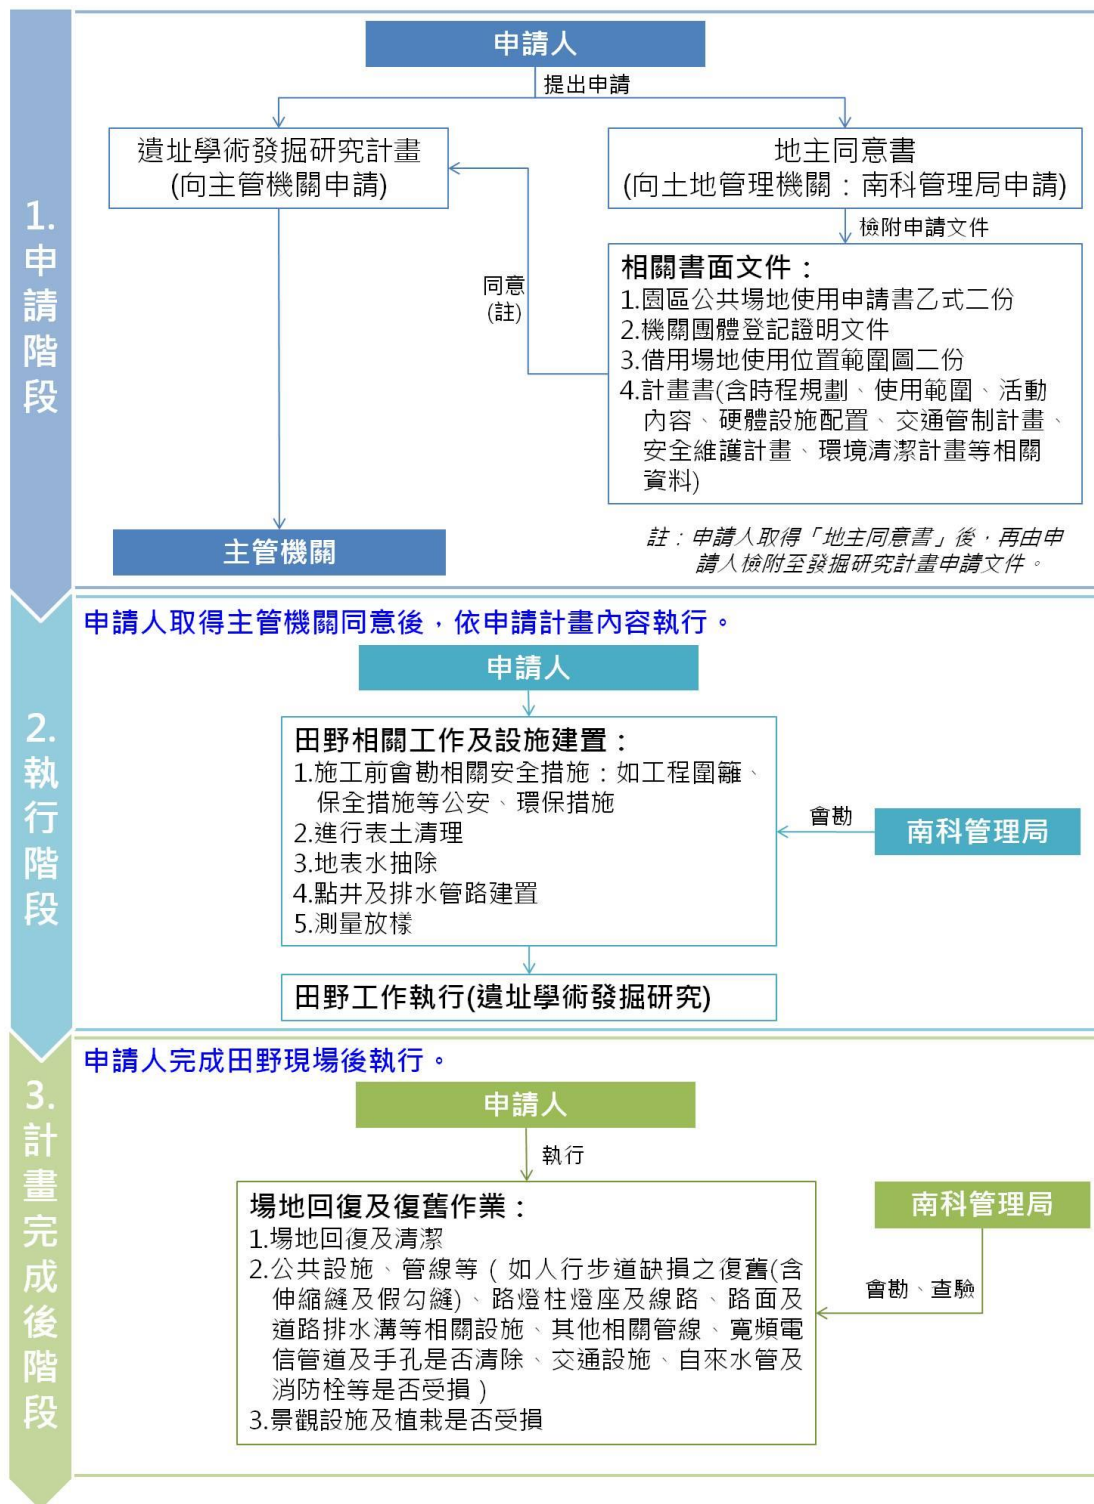 1.
申
請
階
段
申請人
提出申請
遺址學術發掘研究計畫
(向主管機關申請)
地主同意書
(向土地管理機關：南科管理局申請)
檢附申請文件
同意
(註)
相關書面文件：
1.園區公共場地使用申請書乙式二份
2.機關團體登記證明文件
3.借用場地使用位置範圍圖二份
4.計畫書(含時程規劃、使用範圍、活動
內容、硬體設施配置、交通管制計畫、
安全維護計畫、環境清潔計畫等相關
資料)
主管機關
註：申請人取得「地主同意書」後，再由申
請人檢附至發掘研究計畫申請文件。
2.
執
行
階
段
申請人取得主管機關同意後，依申請計畫內容執行。
申請人
田野相關工作及設施建置：
1.施工前會勘相關安全措施：如工程圍籬、
保全措施等公安、環保措施
2.進行表土清理
3.地表水抽除
4.點井及排水管路建置
5.測量放樣
會勘
南科管理局
田野工作執行(遺址學術發掘研究)
3.
計
畫
完
成
後
階
段
申請人完成田野現場後執行。
申請人
執行
場地回復及復舊作業：
1.場地回復及清潔
2.公共設施、管線等（如人行步道缺損之復舊(含
伸縮縫及假勾縫)、路燈柱燈座及線路、路面及
道路排水溝等相關設施、其他相關管線、寬頻電
信管道及手孔是否清除、交通設施、自來水管及
消防栓等是否受損）
3.景觀設施及植栽是否受損
南科管理局
會勘、查驗